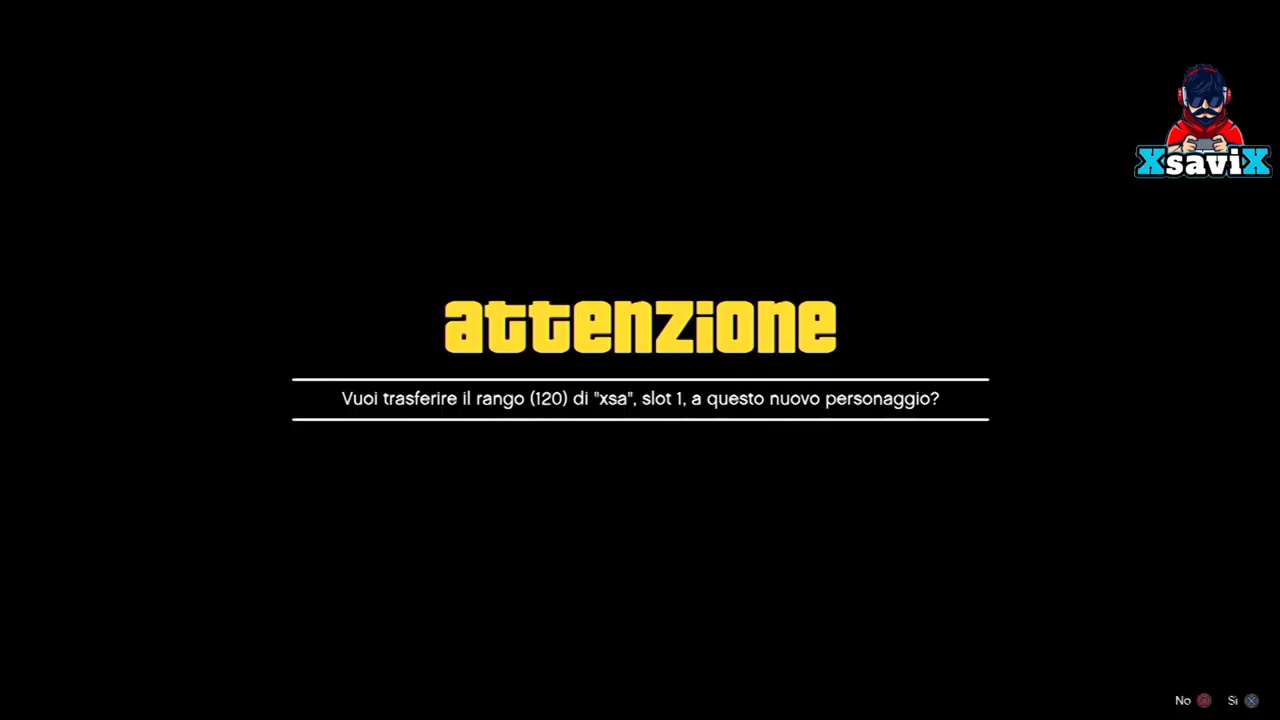 XsaviX
attenzione
Vuoi trasferire il rango (120) di "xsa", slot 1, a questo nuovo personaggio?
No Sì